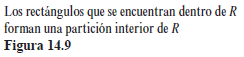 Los rectángulos que se encuentran dentro de R
forman una partición interior de R
Figura 14.9